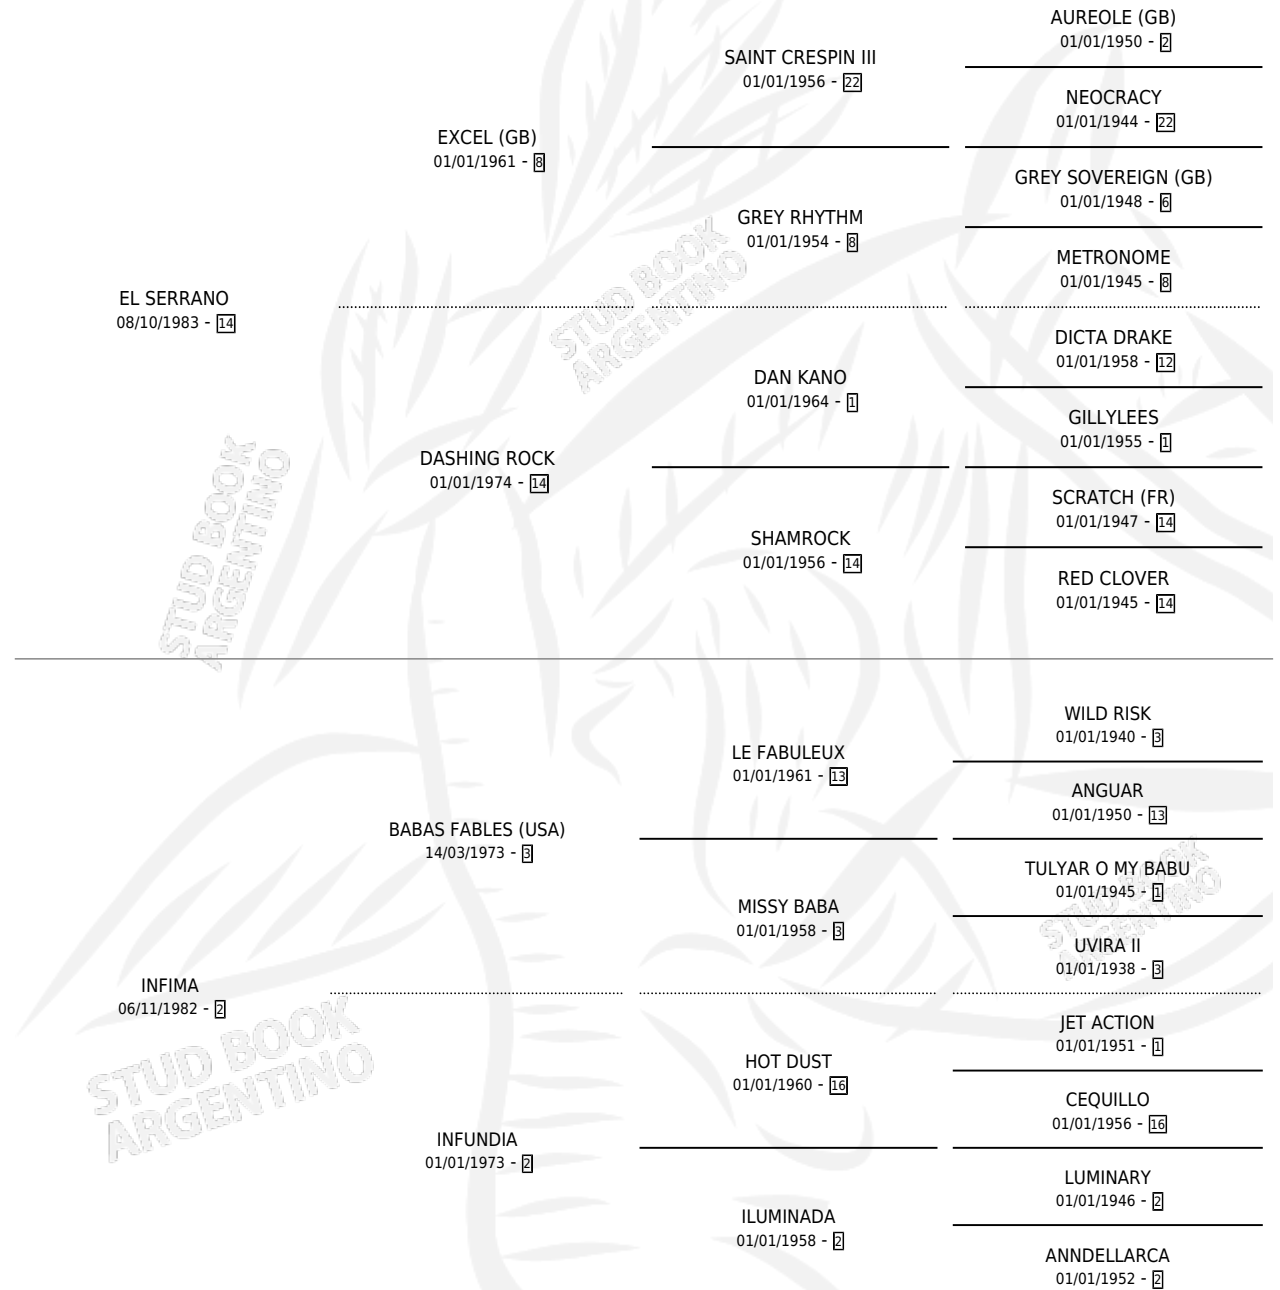 AUREOLE (GB)
01/01/1950 - 2
SAINT CRESPIN III
01/01/1956 - 22
NEOCRACY
01/01/1944 - 22
EXCEL (GB)
01/01/1961 - 8
GREY SOVEREIGN (GB)
01/01/1948 - 6
GREY RHYTHM
01/01/1954 - 8
METRONOME
01/01/1945 - 8
EL SERRANO
08/10/1983 - 14
DICTA DRAKE
01/01/1958 - 12
DAN KANO
01/01/1964 - 1
GILLYLEES
01/01/1955 - 1
DASHING ROCK
01/01/1974 - 14
SCRATCH (FR)
01/01/1947 - 14
SHAMROCK
01/01/1956 - 14
RED CLOVER
01/01/1945 - 14
STUD BOOK
ARGENTINO
STUD BOOK
ARGENTINO
WILD RISK
01/01/1940 - 3
LE FABULEUX
01/01/1961 - 13
ANGUAR
01/01/1950 - 13
BABAS FABLES (USA)
14/03/1973 - 3
TULYAR O MY BABU
01/01/1945 - 1
MISSY BABA
01/01/1958 - 3
UVIRA II
01/01/1938 - 3
INFIMA
06/11/1982 - 2
JET ACTION
01/01/1951 - 1
HOT DUST
01/01/1960 - 16
CEQUILLO
01/01/1956 - 16
INFUNDIA
01/01/1973 - 2
LUMINARY
01/01/1946 - 2
ILUMINADA
01/01/1958 - 2
ANNDELLARCA
01/01/1952 - 2
STUD BOOK
ARGENTINO
STUD BOOK
ARGENTINO